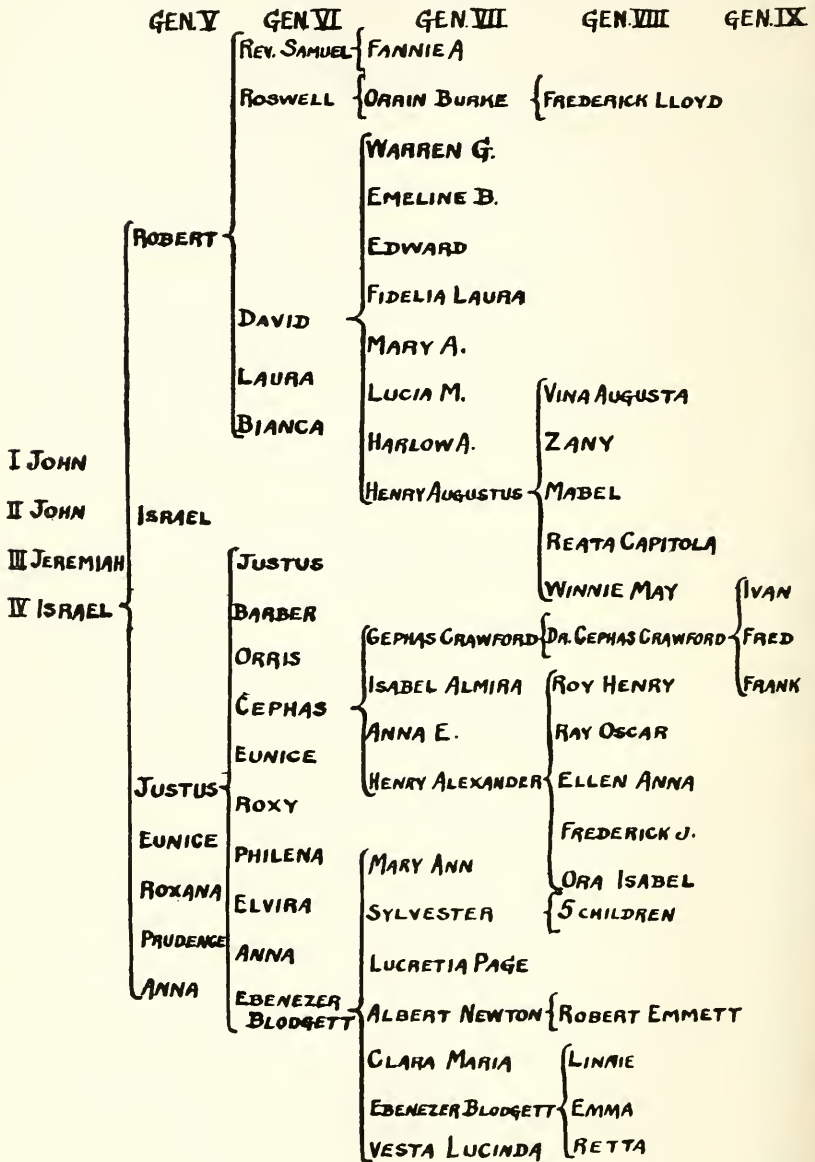 GEN. V GEN. VI GEN. VII GEN. VIII GEN. IX
REV. SAMUEL FANNIE A
ROSWELL ORRIN BURKE FREDERICK LLOYD
WARREN G.
EMELINE B.
ROBERT EDWARD
FIDELIA LAURA
DAVID
MARY A.
LAURA
LUCIA M. VINA AUGUSTA
BIANCA HARLOW A. ZANY
I JOHN
HENRY AUGUSTUS MABEL
II JOHN ISRAEL
REATA CAPITOLA
III JEREMIAH JUSTUS
WINNIE MAY IVAN
IV ISRAEL BARBER
GEPHAS CRAWFORD DR. CEPHAS CRAWFORD FRED
ORRIS
ISABEL ALMIRA ROY HENRY FRANK
CEPHAS
ANNA E. RAY OSCAR
EUNICE
JUSTUS HENRY ALEXANDER ELLEN ANNA
ROXY
EUNICE FREDERICK J.
PHILENA MARY ANN
ROXANA ORA ISABEL
ELVIRA SYLVESTER 5 CHILDREN
PRUDENCE
ANNA LUCRETIA PAGE
ANNA
EBENEZER
BLODGETT ALBERT NEWTON ROBERT EMMETT
CLARA MARIA LINNIE
EBENEZER BLODGETT EMMA
VESTA LUCINDA RETTA